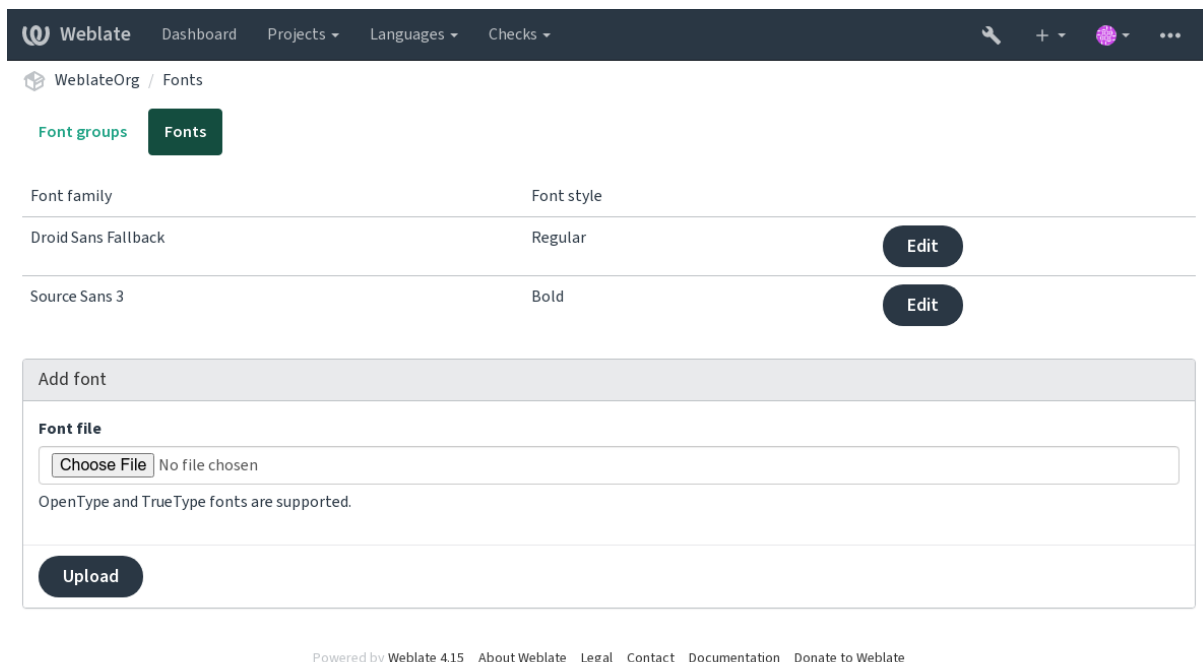 Weblate Dashboard Projects Languages Checks
WeblateOrg / Fonts
Font groups Fonts
Font family Font style
Droid Sans Fallback Regular Edit
Source Sans 3 Bold Edit
Add font
Font file
Choose File No file chosen
OpenType and TrueType fonts are supported.
Upload
Powered by Weblate 4.15 About Weblate Legal Contact Documentation Donate to Weblate